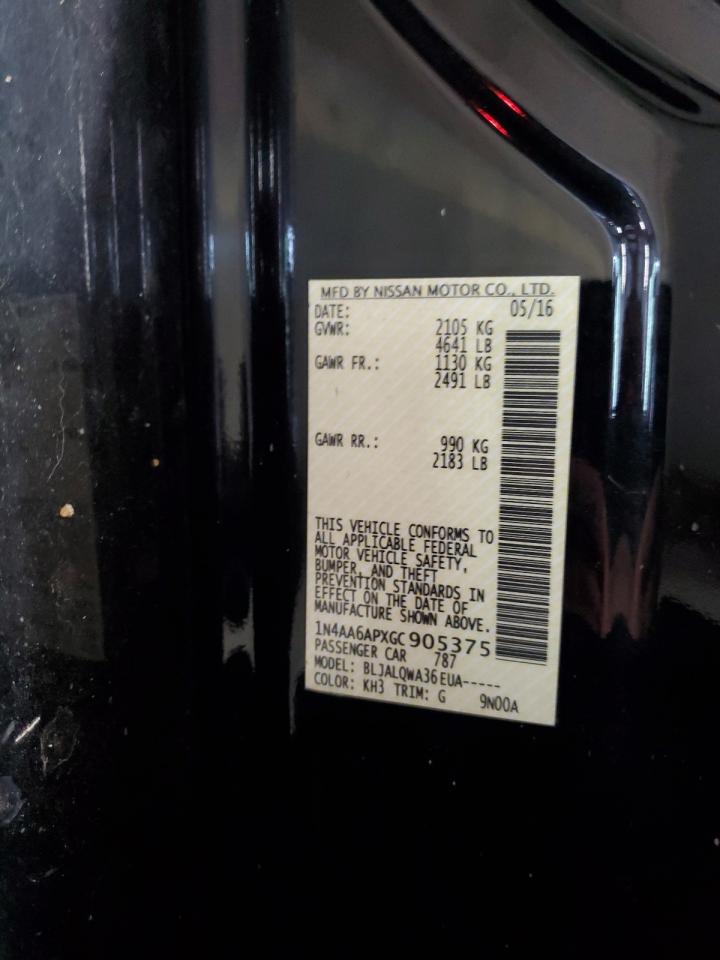 MFD BY NISSAN MOTOR CO., LTD.
DATE: 05/16
GVWR: 2105 KG
4641 LB
GAWR FR.: 1130 KG
2491 LB
GAWR RR.: 990 KG
2183 LB
THIS VEHICLE CONFORMS TO
ALL APPLICABLE FEDERAL
MOTOR VEHICLE SAFETY,
BUMPER, AND THEFT
PREVENTION STANDARDS IN
EFFECT ON THE DATE OF
MANUFACTURE SHOWN ABOVE.
1N4AA6APXGC905375
PASSENGER CAR 787
MODEL: BLJALQWA36EUA-----
COLOR: KH3 TRIM: G 9N00A